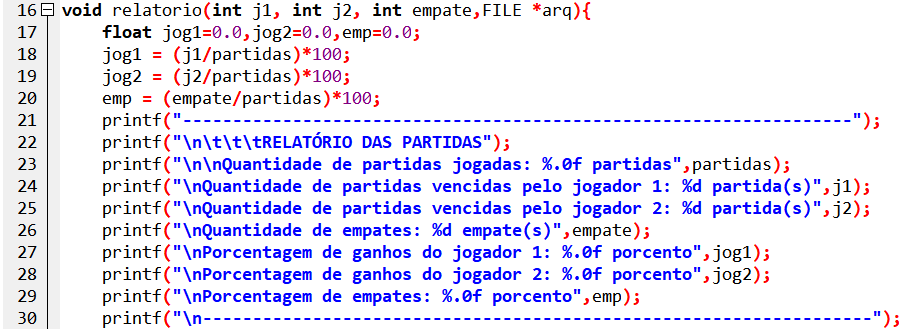 16 void relatorio(int j1, int j2, int empate,FILE *arq){
17 float jog1=0.0,jog2=0.0,emp=0.0;
18 jog1 = (j1/partidas)*100;
19 jog2 = (j2/partidas)*100;
20 emp = (empate/partidas)*100;
21 printf("-------------------------------------------------------------------");
22 printf("\n\t\t\tRELATÓRIO DAS PARTIDAS");
23 printf("\n\nQuantidade de partidas jogadas: %.0f partidas",partidas);
24 printf("\nQuantidade de partidas vencidas pelo jogador 1: %d partida(s)",j1);
25 printf("\nQuantidade de partidas vencidas pelo jogador 2: %d partida(s)",j2);
26 printf("\nQuantidade de empates: %d empate(s)",empate);
27 printf("\nPorcentagem de ganhos do jogador 1: %.0f porcento",jog1);
28 printf("\nPorcentagem de ganhos do jogador 2: %.0f porcento",jog2);
29 printf("\nPorcentagem de empates: %.0f porcento",emp);
30 printf("\n-------------------------------------------------------------------");